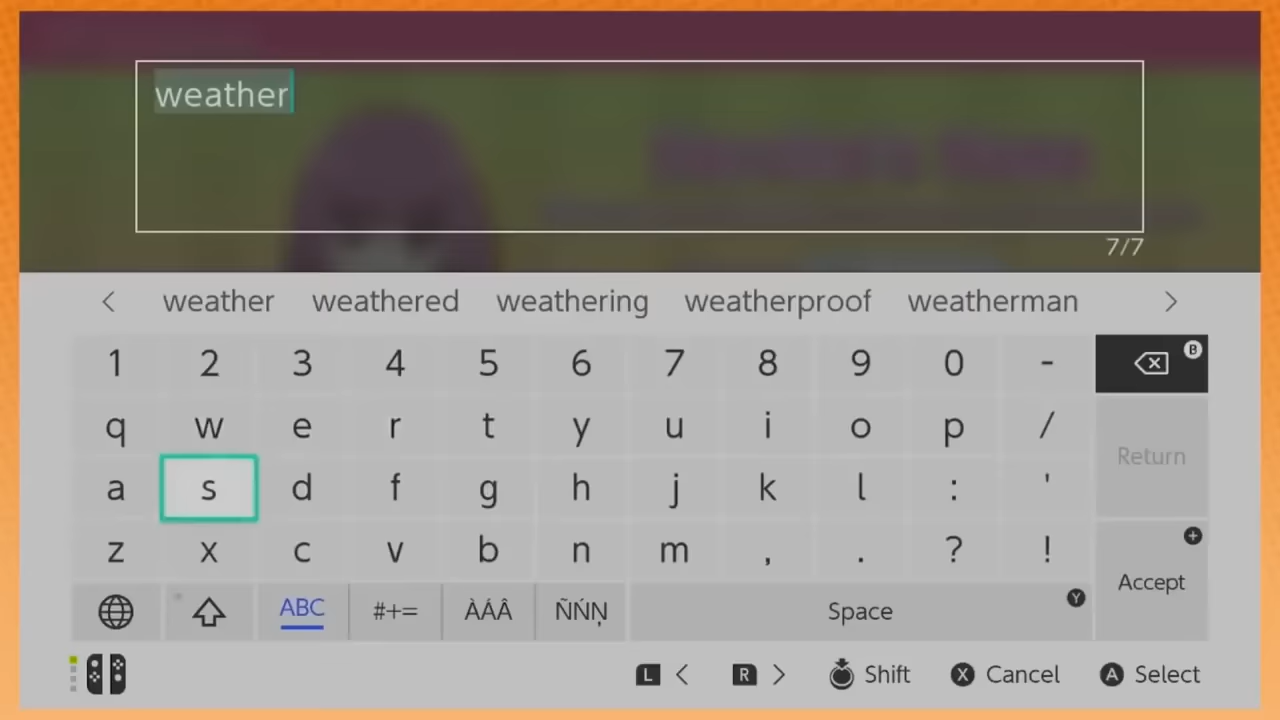 weather
7/7
< weather weathered weathering weatherproof weatherman >
1 2 3 4 5 6 7 8 9 0 - B
q w e r t y u i o p / Return
a s d f g h j k l : '
z x c v b n m , . ? ! + Accept
ABC #+= ÀÁÂ ÑŃŅ Space Y
L < R > Shift X Cancel A Select